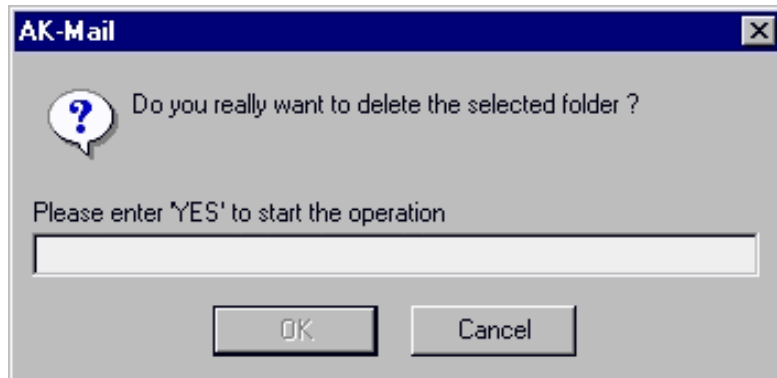 AK-Mail
Do you really want to delete the selected folder ?
Please enter 'YES' to start the operation
OK
Cancel